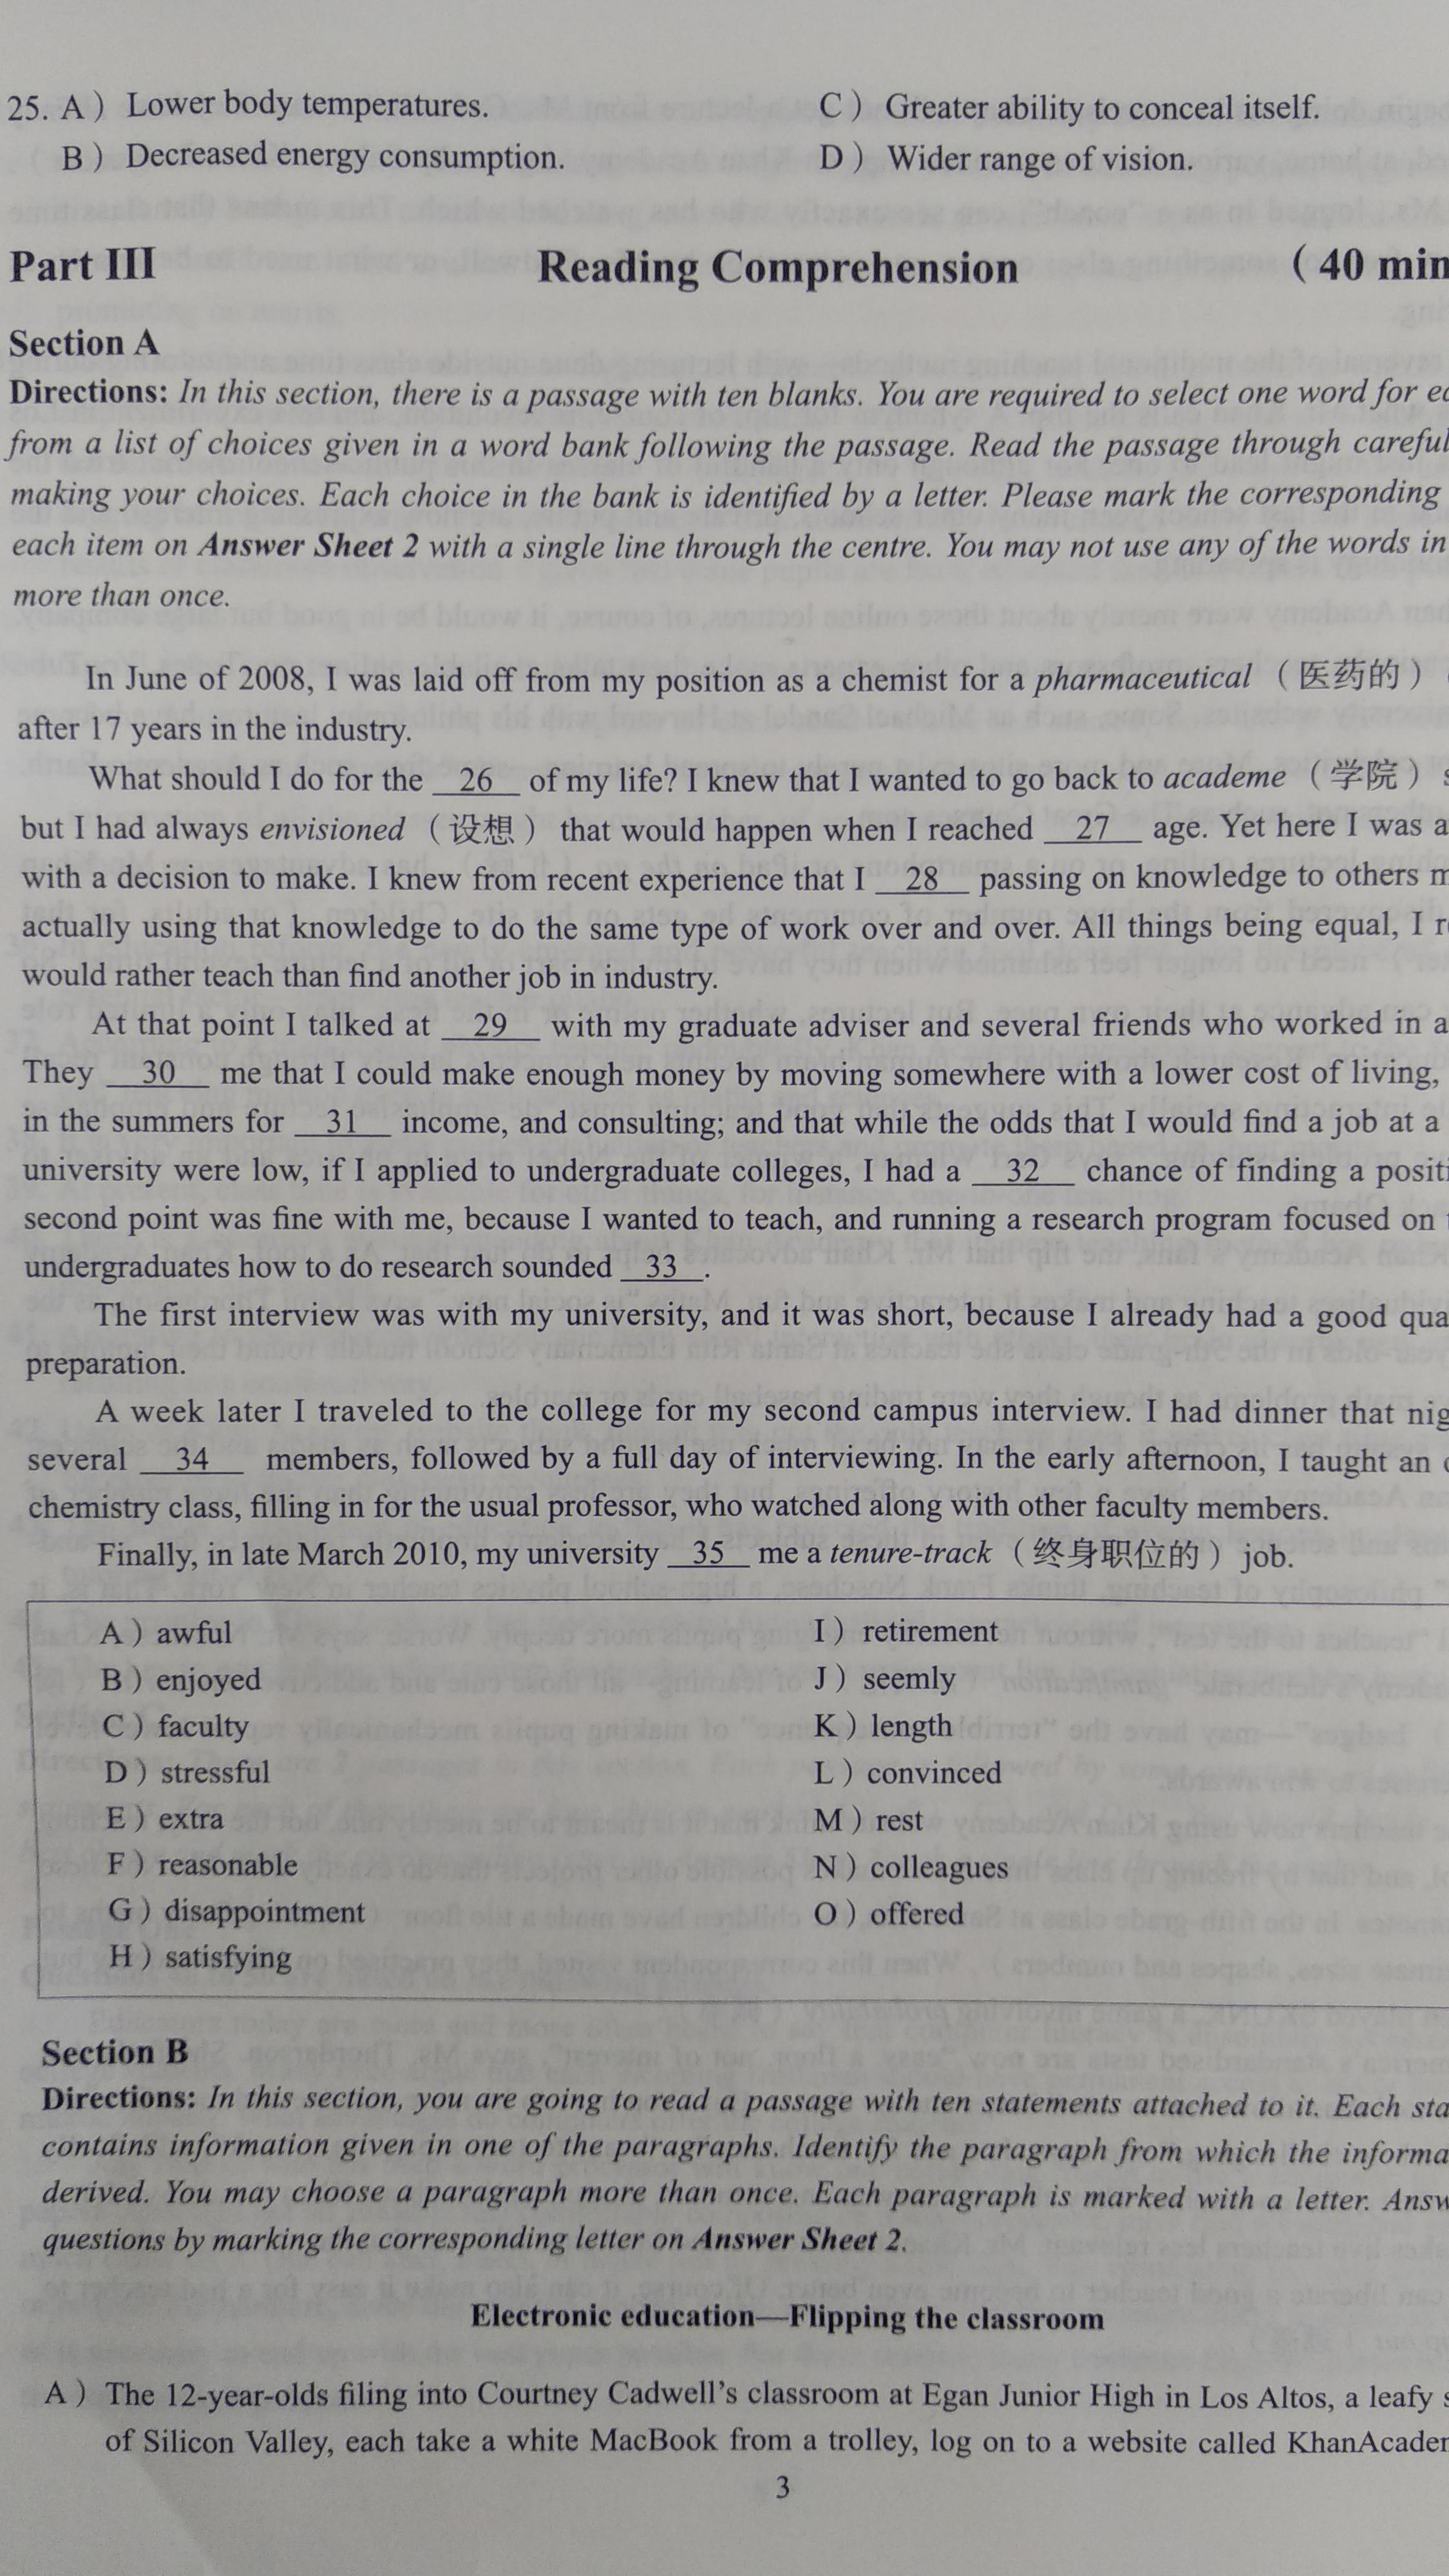 25. A） Lower body temperatures. C） Greater ability to conceal itself.
B） Decreased energy consumption. D） Wider range of vision.
Part III Reading Comprehension （40 min
Section A
Directions: In this section, there is a passage with ten blanks. You are required to select one word for
from a list of choices given in a word bank following the passage. Read the passage through careful
making your choices. Each choice in the bank is identified by a letter. Please mark the corresponding
each item on Answer Sheet 2 with a single line through the centre. You may not use any of the words in
more than once.
In June of 2008, I was laid off from my position as a chemist for a pharmaceutical （医药的）
after 17 years in the industry.
What should I do for the 26 of my life? I knew that I wanted to go back to academe （学院）
but I had always envisioned （设想） that would happen when I reached 27 age. Yet here I was a
with a decision to make. I knew from recent experience that I 28 passing on knowledge to others
actually using that knowledge to do the same type of work over and over. All things being equal, I
would rather teach than find another job in industry.
At that point I talked at 29 with my graduate adviser and several friends who worked in a
They 30 me that I could make enough money by moving somewhere with a lower cost of living,
in the summers for 31 income, and consulting; and that while the odds that I would find a job at a
university were low, if I applied to undergraduate colleges, I had a 32 chance of finding a positi
second point was fine with me, because I wanted to teach, and running a research program focused on
undergraduates how to do research sounded 33 .
The first interview was with my university, and it was short, because I already had a good qua
preparation.
A week later I traveled to the college for my second campus interview. I had dinner that nig
several 34 members, followed by a full day of interviewing. In the early afternoon, I taught an
chemistry class, filling in for the usual professor, who watched along with other faculty members.
Finally, in late March 2010, my university 35 me a tenure-track （终身职位的） job.
A）awful I） retirement
B）enjoyed J） seemly
C）faculty K）length
D）stressful L）convinced
E）extra M）rest
F）reasonable N）colleagues
G）disappointment O）offered
H）satisfying
Section B
Directions: In this section, you are going to read a passage with ten statements attached to it. Each sta
contains information given in one of the paragraphs. Identify the paragraph from which the informa
derived. You may choose a paragraph more than once. Each paragraph is marked with a letter. Answ
questions by marking the corresponding letter on Answer Sheet 2.
Electronic education—Flipping the classroom
A） The 12-year-olds filing into Courtney Cadwell’s classroom at Egan Junior High in Los Altos, a leafy
of Silicon Valley, each take a white MacBook from a trolley, log on to a website called KhanAcade
3